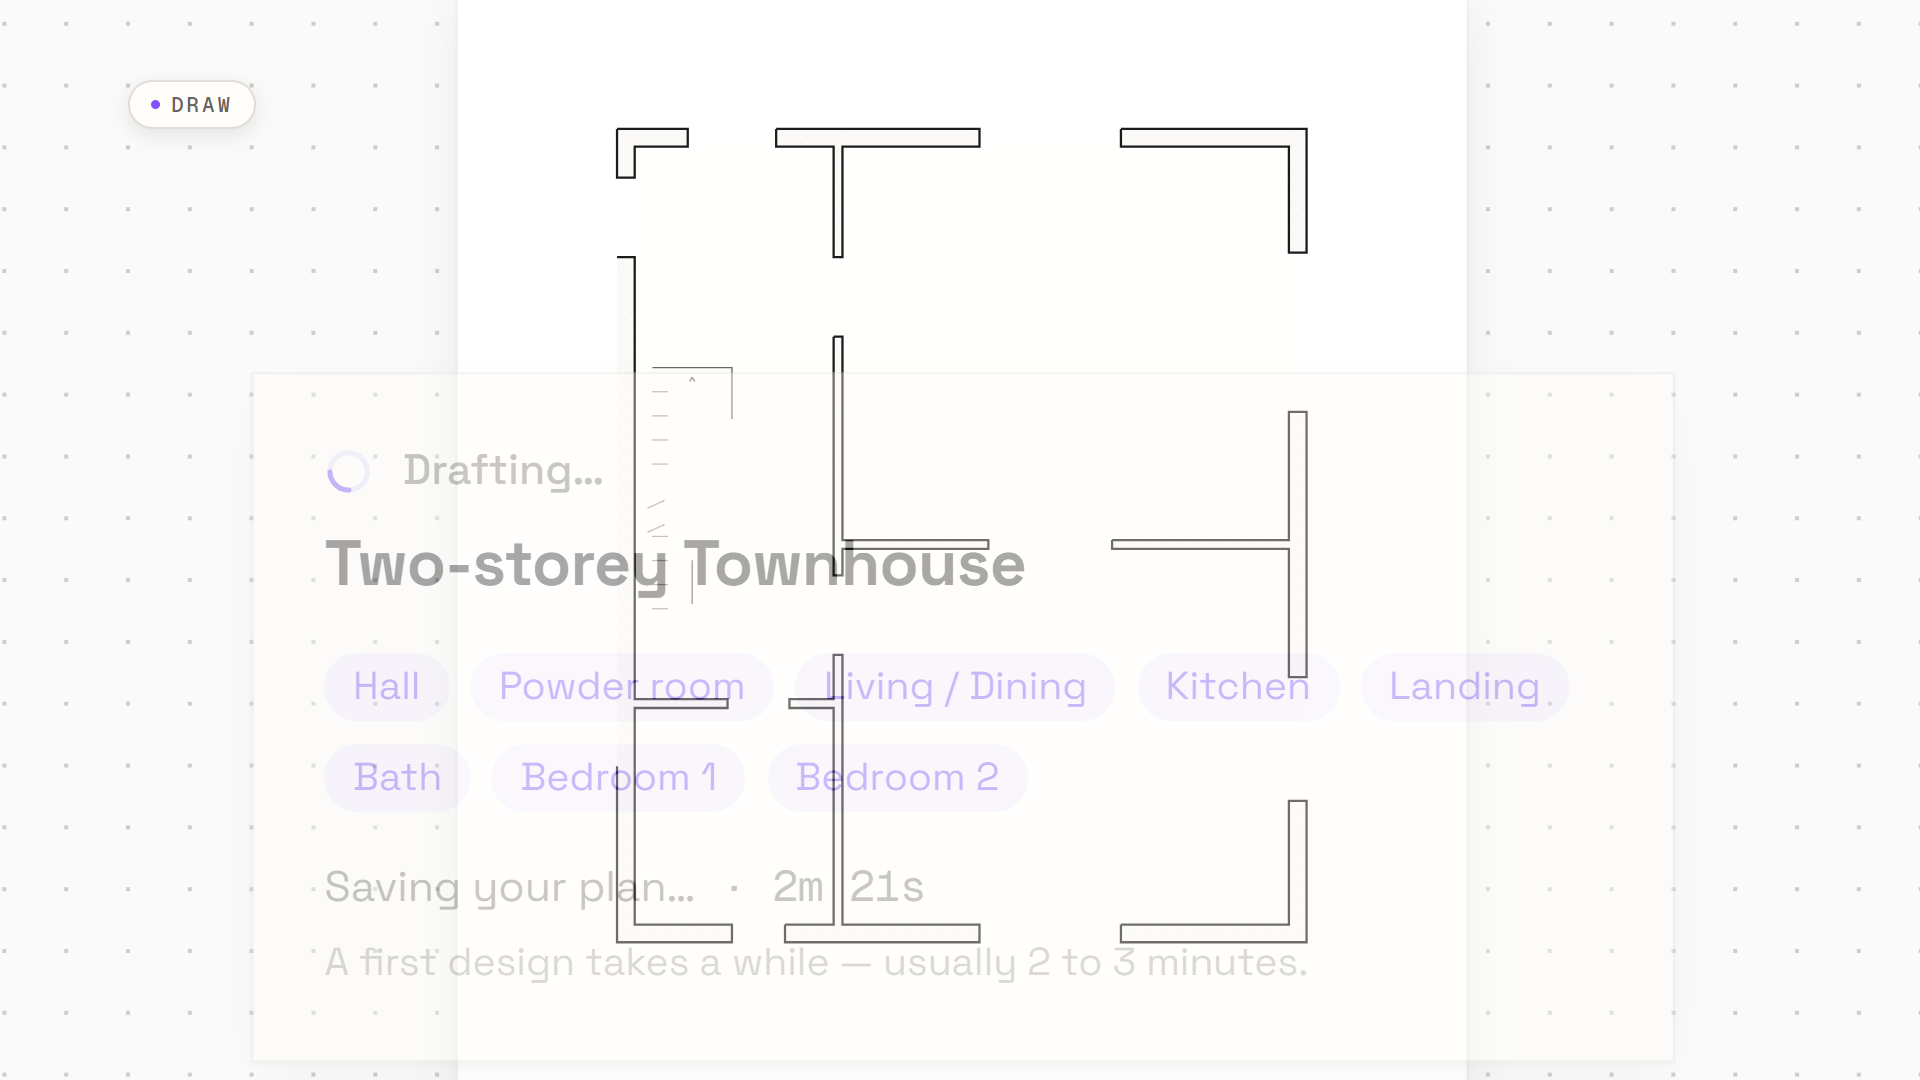 DRAW
Drafting...
Two-storey Townhouse
Hall Powder room Living / Dining Kitchen Landing
Bath Bedroom 1 Bedroom 2
Saving your plan... · 2m 21s
A first design takes a while — usually 2 to 3 minutes.